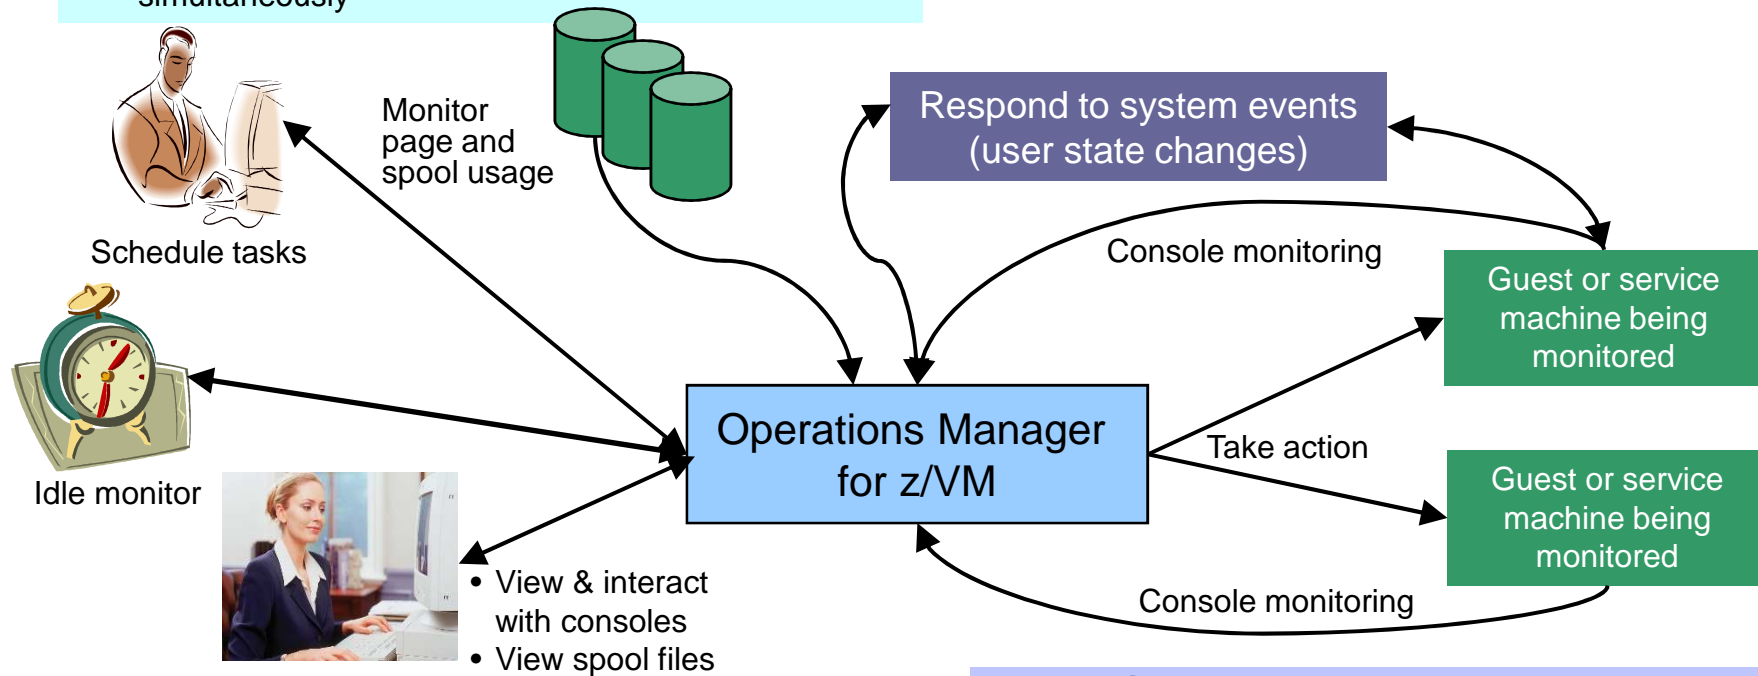 simultaneously
Monitor
page and
spool usage
Respond to system events
(user state changes)
Schedule tasks
Console monitoring
Guest or service
machine being
monitored
Operations Manager
for z/VM
Take action
Idle monitor
Guest or service
machine being
monitored
• View & interact
with consoles
• View spool files
Console monitoring